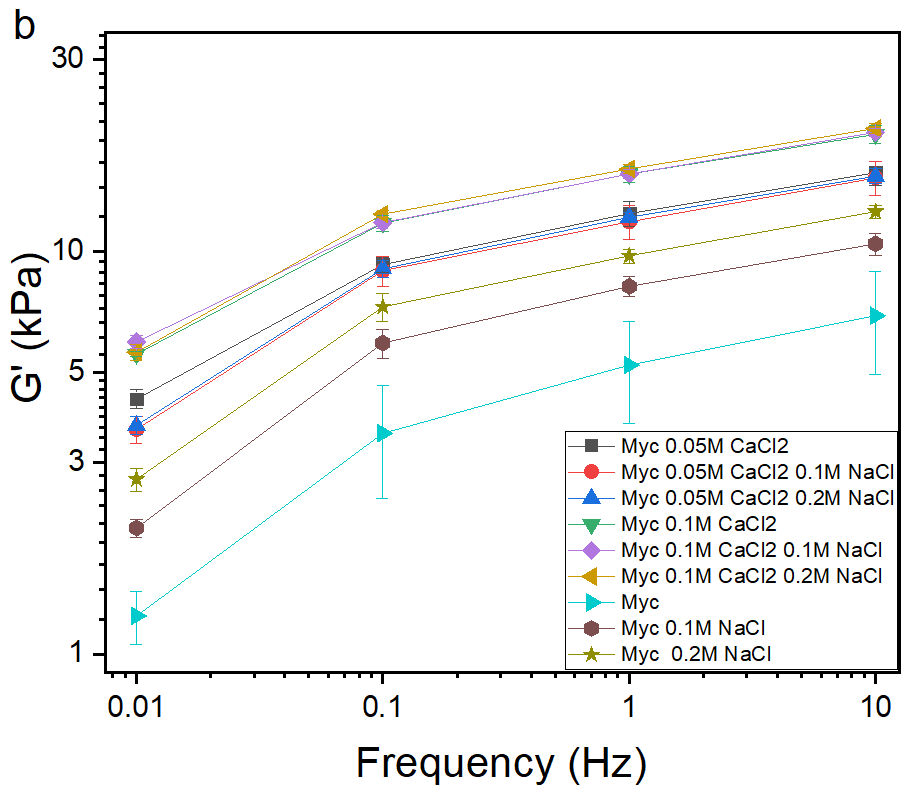 b
30
10
5
3
1
G' (kPa)
0.01
0.1
1
10
Frequency (Hz)
Myc 0.05M CaCl2
Myc 0.05M CaCl2 0.1M NaCl
Myc 0.05M CaCl2 0.2M NaCl
Myc 0.1M CaCl2
Myc 0.1M CaCl2 0.1M NaCl
Myc 0.1M CaCl2 0.2M NaCl
Myc
Myc 0.1M NaCl
Myc  0.2M NaCl